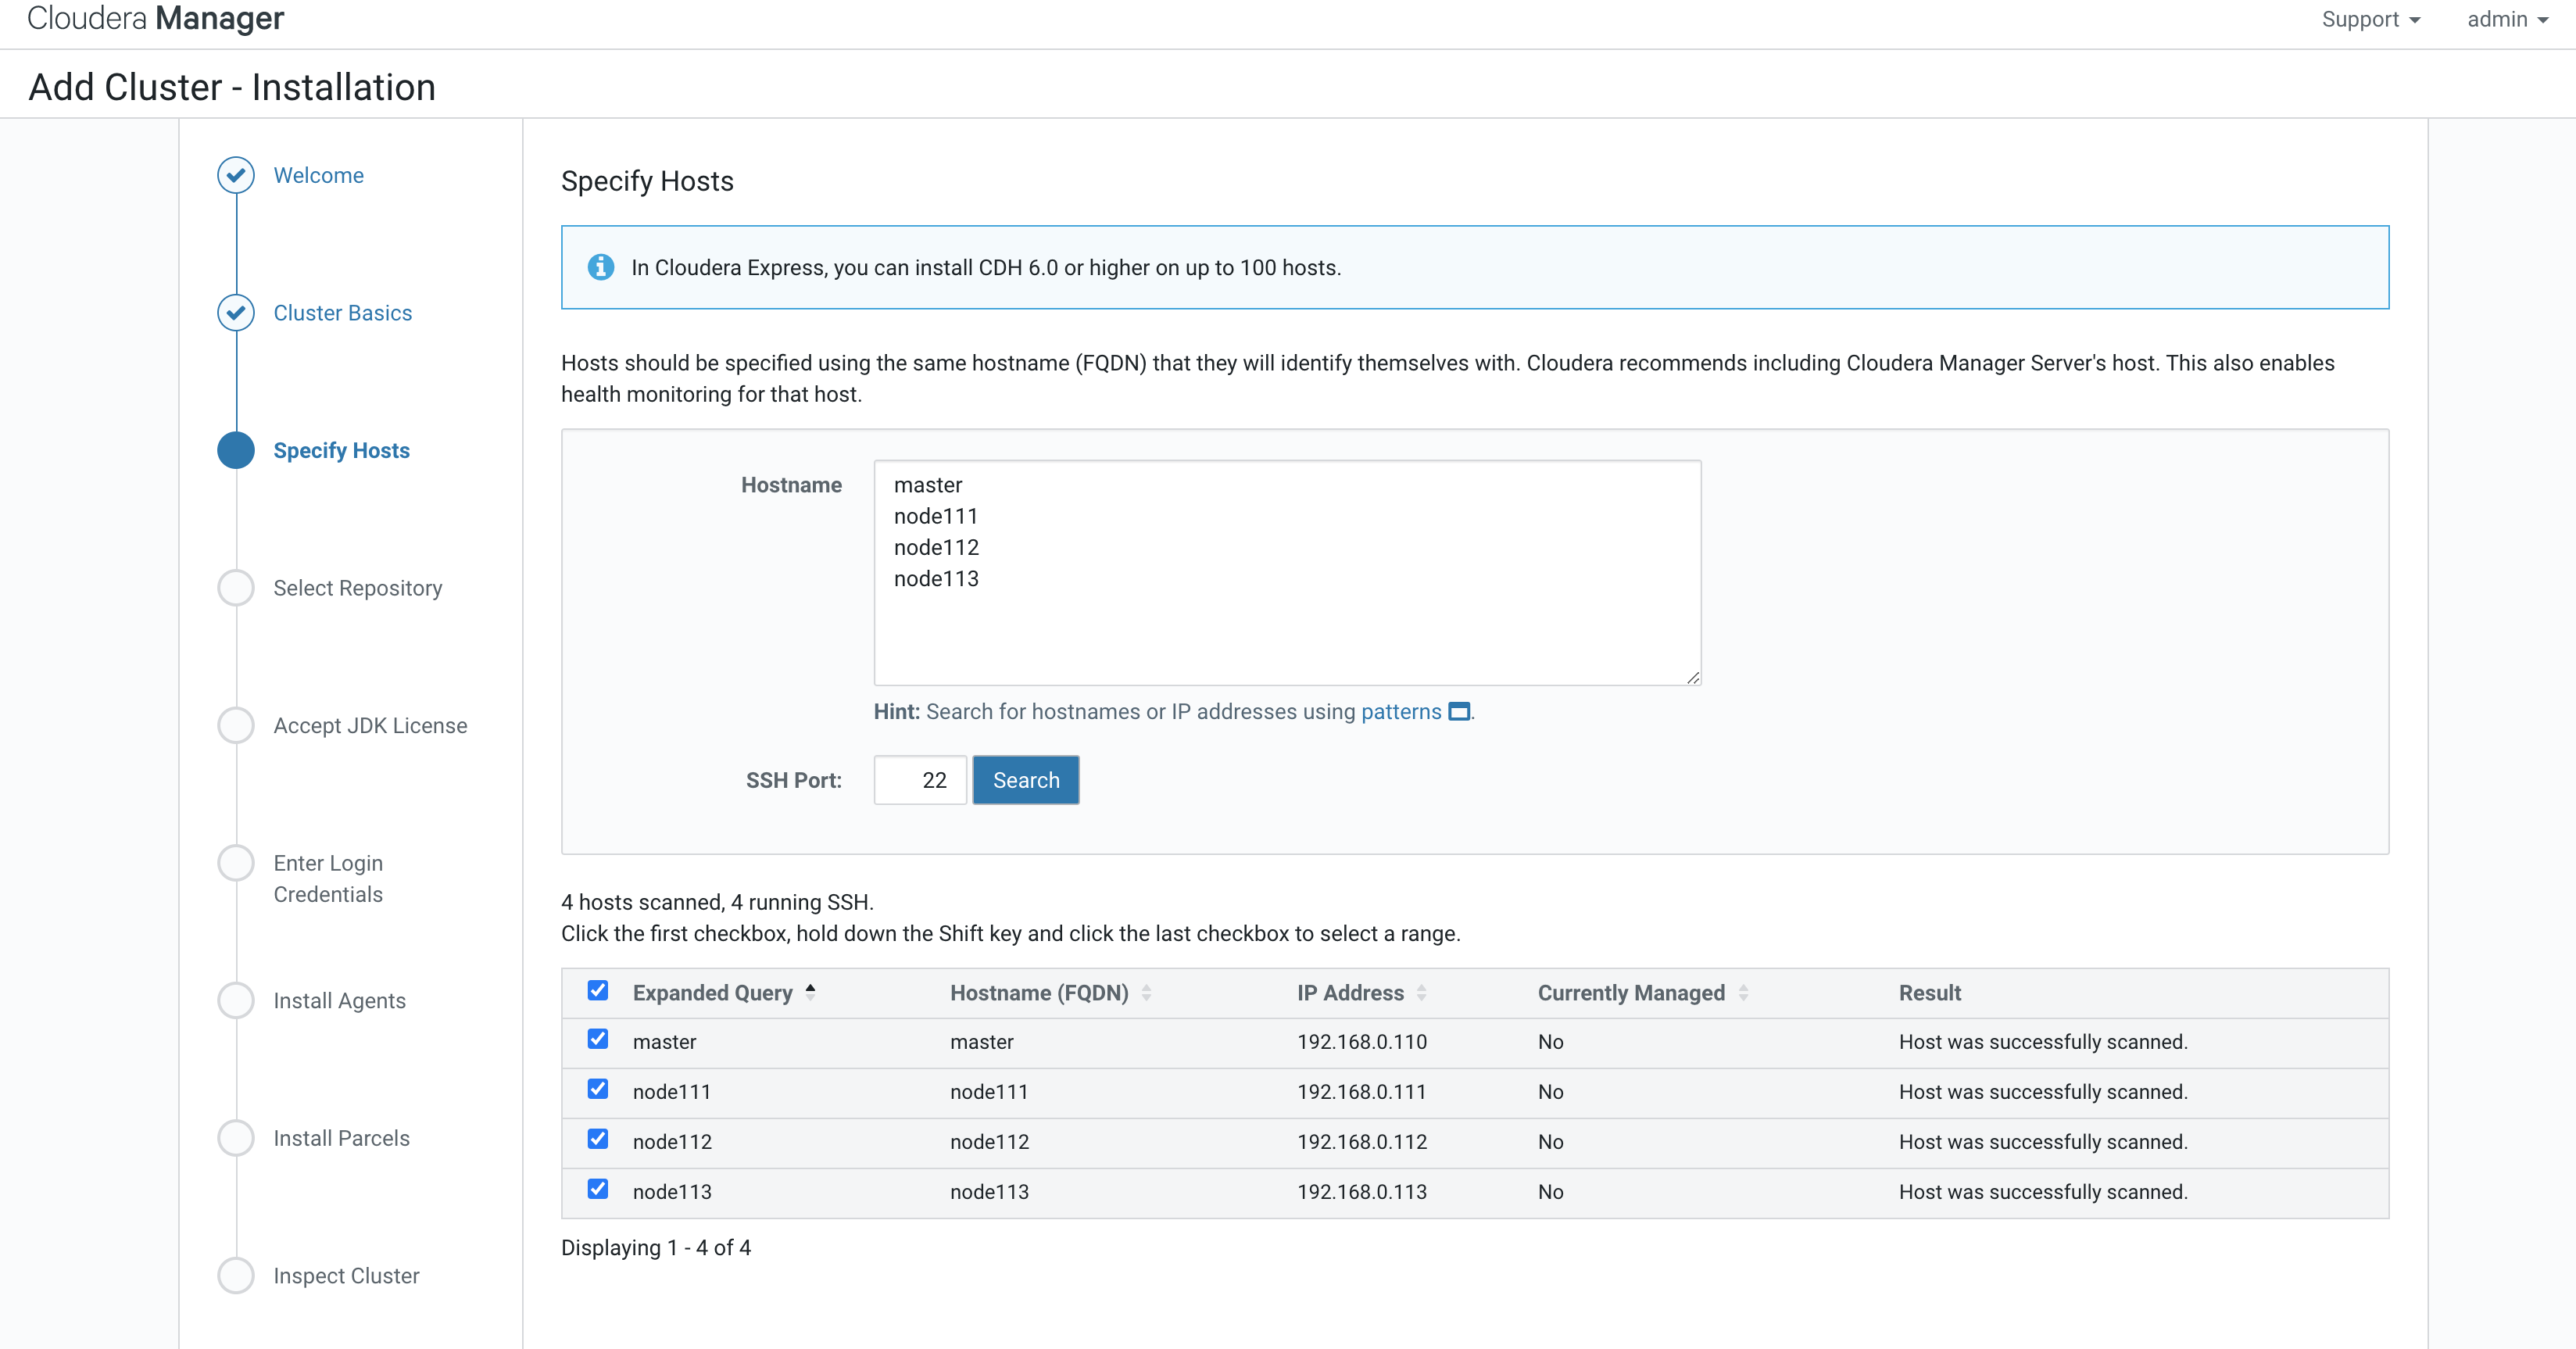 Cloudera Manager
Support
admin
Add Cluster - Installation
Welcome
Cluster Basics
Specify Hosts
Select Repository
Accept JDK License
Enter Login
Credentials
Install Agents
Install Parcels
Inspect Cluster
Specify Hosts
In Cloudera Express, you can install CDH 6.0 or higher on up to 100 hosts.
Hosts should be specified using the same hostname (FQDN) that they will identify themselves with. Cloudera recommends including Cloudera Manager Server's host. This also enables
health monitoring for that host.
Hostname
master
node111
node112
node113
Hint: Search for hostnames or IP addresses using patterns.
SSH Port: 22 Search
4 hosts scanned, 4 running SSH.
Click the first checkbox, hold down the Shift key and click the last checkbox to select a range.
Expanded Query Hostname (FQDN) IP Address Currently Managed Result
master master 192.168.0.110 No Host was successfully scanned.
node111 node111 192.168.0.111 No Host was successfully scanned.
node112 node112 192.168.0.112 No Host was successfully scanned.
node113 node113 192.168.0.113 No Host was successfully scanned.
Displaying 1 - 4 of 4